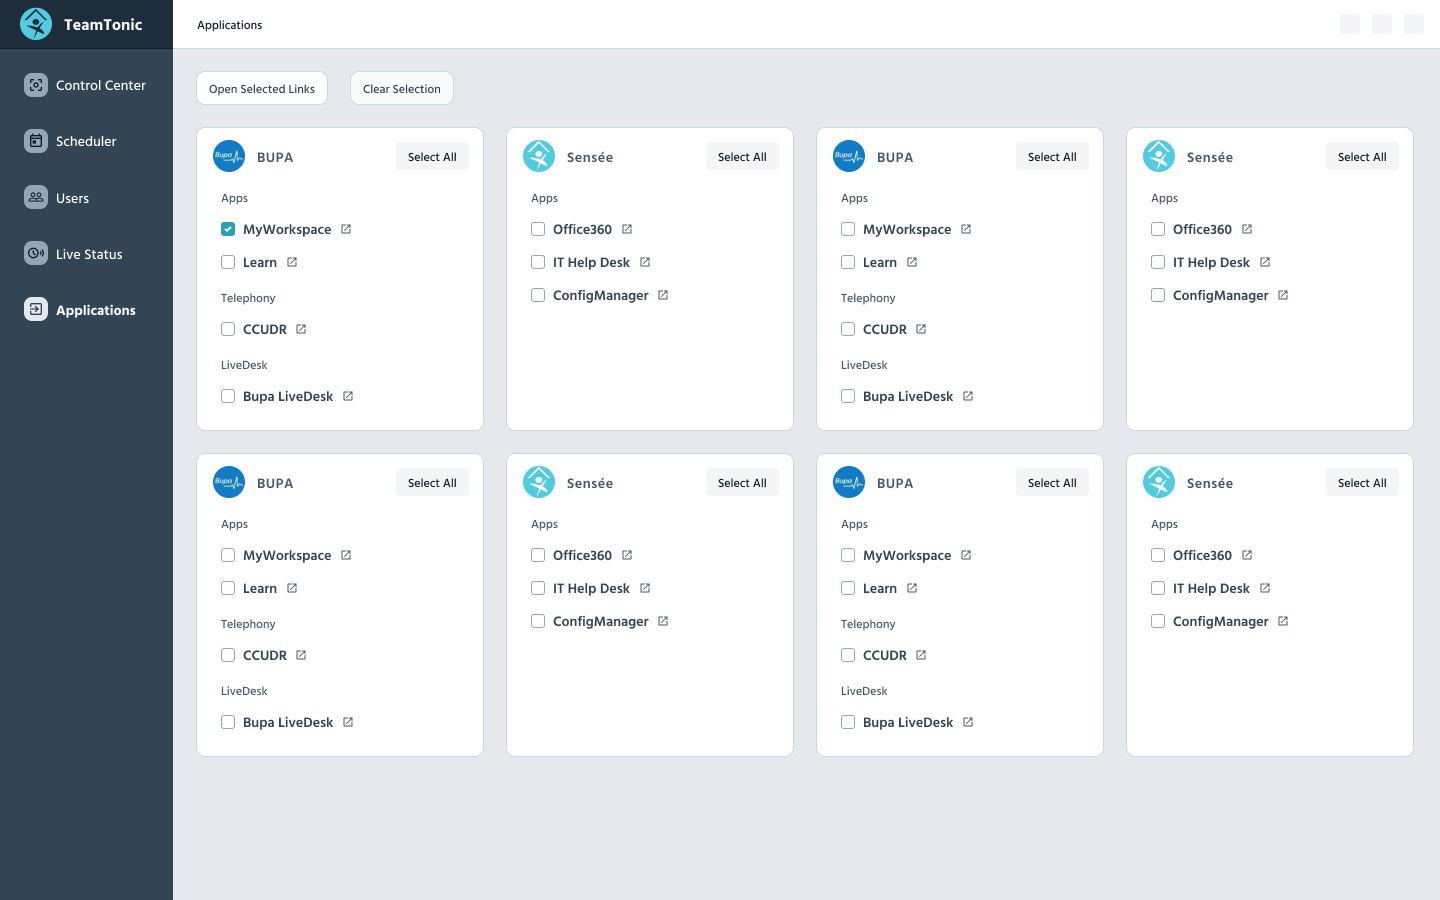 TeamTonic
Applications
Control Center
Scheduler
Users
Live Status
Applications
Open Selected Links
Clear Selection
Bupa
BUPA
Select All
Apps
MyWorkspace
Learn
Telephony
CCUDR
LiveDesk
Bupa LiveDesk
Sensée
Select All
Apps
Office360
IT Help Desk
ConfigManager
Bupa
BUPA
Select All
Apps
MyWorkspace
Learn
Telephony
CCUDR
LiveDesk
Bupa LiveDesk
Sensée
Select All
Apps
Office360
IT Help Desk
ConfigManager
Bupa
BUPA
Select All
Apps
MyWorkspace
Learn
Telephony
CCUDR
LiveDesk
Bupa LiveDesk
Sensée
Select All
Apps
Office360
IT Help Desk
ConfigManager
Bupa
BUPA
Select All
Apps
MyWorkspace
Learn
Telephony
CCUDR
LiveDesk
Bupa LiveDesk
Sensée
Select All
Apps
Office360
IT Help Desk
ConfigManager